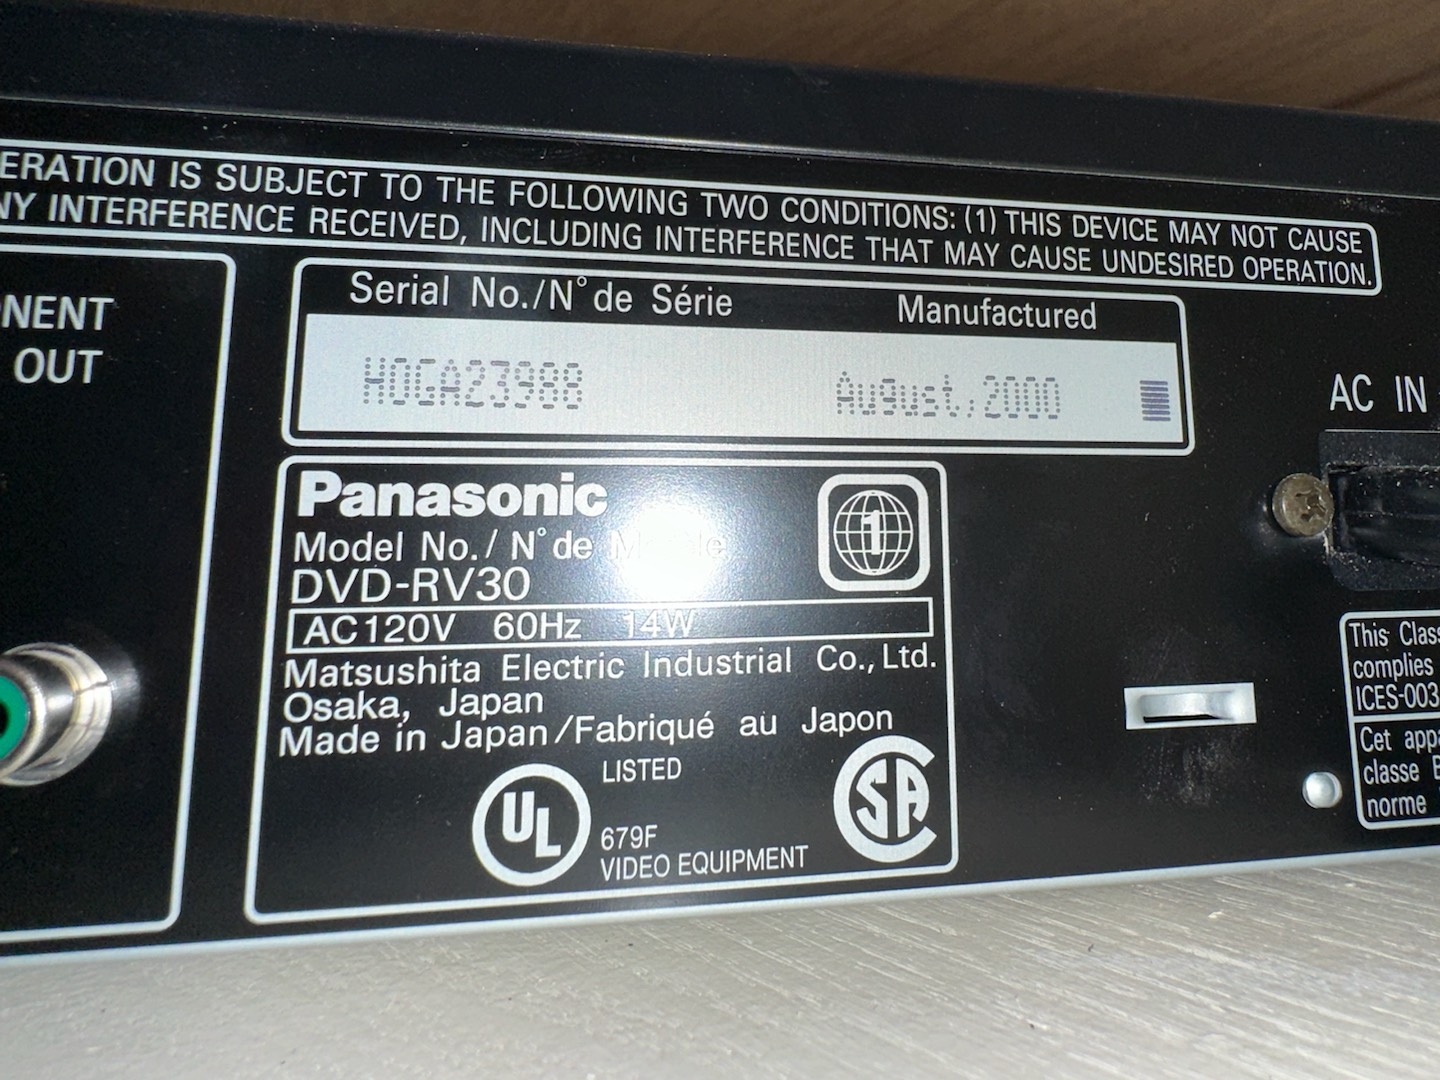 ERATION IS SUBJECT TO THE FOLLOWING TWO CONDITIONS: (1) THIS DEVICE MAY NOT CAUSE
NY INTERFERENCE RECEIVED, INCLUDING INTERFERENCE THAT MAY CAUSE UNDESIRED OPERATION.
NENT
OUT
Serial No./N° de Série Manufactured
HOGA23988 August,2000
AC IN
Panasonic
1
Model No./ N° de Modèle
DVD-RV30
AC120V 60Hz 14W
Matsushita Electric Industrial Co., Ltd.
Osaka, Japan
Made in Japan/Fabriqué au Japon
UL
LISTED
679F
VIDEO EQUIPMENT
SA
This Class
complies
ICES-003
Cet appa
classe B
norme